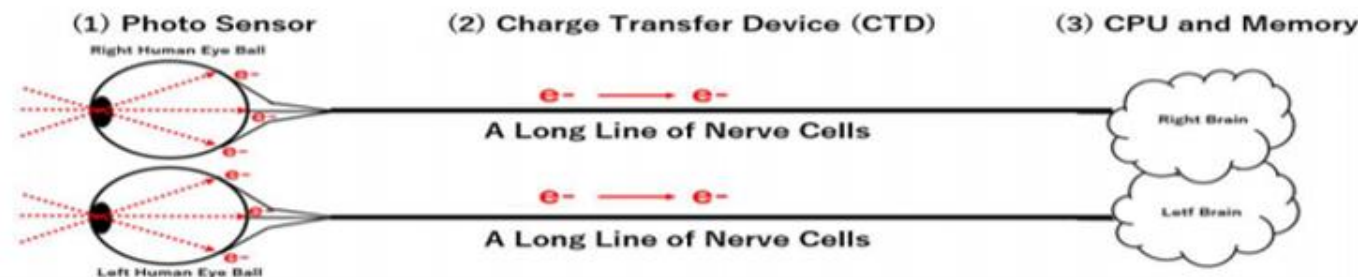 (1) Photo Sensor (2) Charge Transfer Device (CTD) (3) CPU and Memory
Right Human Eye Ball
e-
e- e-
e-
A Long Line of Nerve Cells
Right Brain
e-
e-
e- e-
e-
e-
A Long Line of Nerve Cells
Letf Brain
e-
Left Human Eye Ball